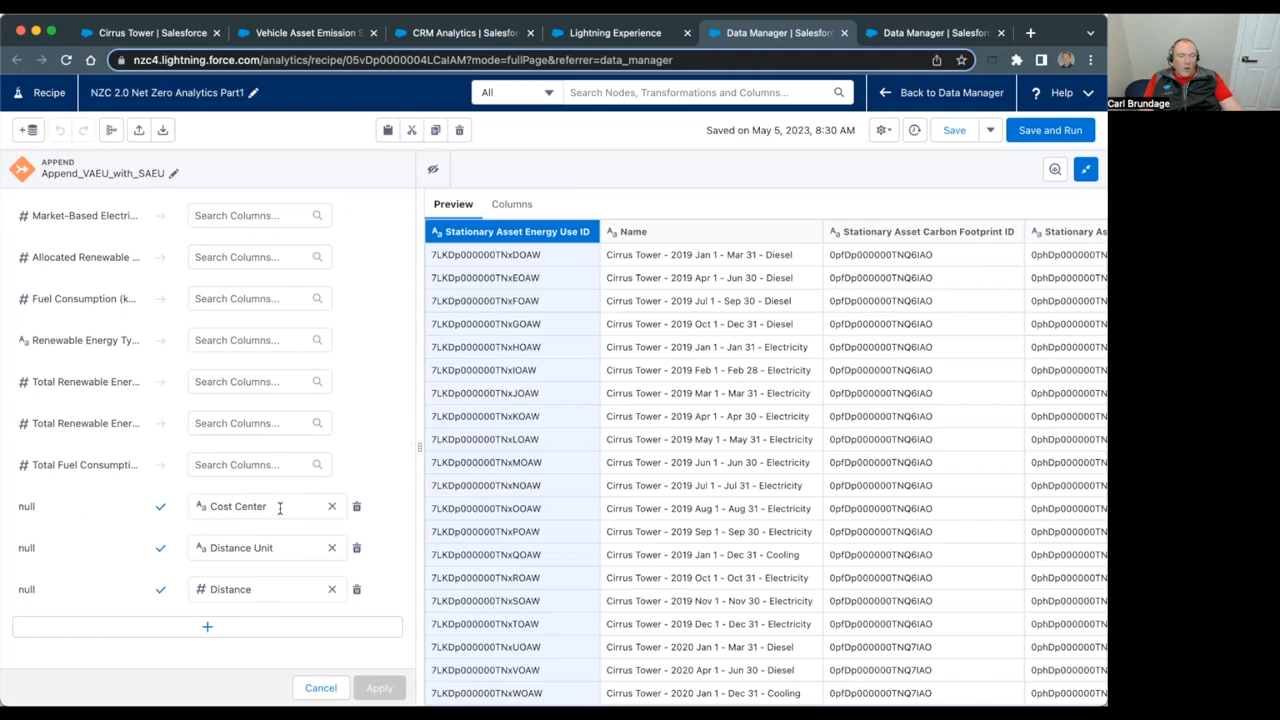 Cirrus Tower | Salesforce
Vehicle Asset Emission S
CRM Analytics | Salesfo
Lightning Experience
Data Manager | Salesforc
Data Manager | Salesforc
nzc4.lightning.force.com/analytics/recipe/05vDp0000004LCaIAM?mode=fullPage&referrer=data_manager
Carl Brundage
Recipe
NZC 2.0 Net Zero Analytics Part1
All
Search Nodes, Transformations and Columns...
Back to Data Manager
Help
Saved on May 5, 2023, 8:30 AM
Save
Save and Run
APPEND
Append_VAEU_with_SAEU
Market-Based Electri... Search Columns...
Allocated Renewable ... Search Columns...
Fuel Consumption (k... Search Columns...
Renewable Energy Ty... Search Columns...
Total Renewable Ener... Search Columns...
Total Renewable Ener... Search Columns...
Total Fuel Consumpti... Search Columns...
null Cost Center
null Distance Unit
null Distance
Cancel
Apply
Preview Columns
Stationary Asset Energy Use ID Name Stationary Asset Carbon Footprint ID Stationary As
7LKDp000000TNxDOAW Cirrus Tower - 2019 Jan 1 - Mar 31 - Diesel 0pfDp000000TNQ6IAO 0phDp000000TN
7LKDp000000TNxEOAW Cirrus Tower - 2019 Apr 1 - Jun 30 - Diesel 0pfDp000000TNQ6IAO 0phDp000000TN
7LKDp000000TNxFOAW Cirrus Tower - 2019 Jul 1 - Sep 30 - Diesel 0pfDp000000TNQ6IAO 0phDp000000TN
7LKDp000000TNxGOAW Cirrus Tower - 2019 Oct 1 - Dec 31 - Diesel 0pfDp000000TNQ6IAO 0phDp000000TN
7LKDp000000TNxHOAW Cirrus Tower - 2019 Jan 1 - Jan 31 - Electricity 0pfDp000000TNQ6IAO 0phDp000000TN
7LKDp000000TNxIOAW Cirrus Tower - 2019 Feb 1 - Feb 28 - Electricity 0pfDp000000TNQ6IAO 0phDp000000TN
7LKDp000000TNxJOAW Cirrus Tower - 2019 Mar 1 - Mar 31 - Electricity 0pfDp000000TNQ6IAO 0phDp000000TN
7LKDp000000TNxKOAW Cirrus Tower - 2019 Apr 1 - Apr 30 - Electricity 0pfDp000000TNQ6IAO 0phDp000000TN
7LKDp000000TNxLOAW Cirrus Tower - 2019 May 1 - May 31 - Electricity 0pfDp000000TNQ6IAO 0phDp000000TN
7LKDp000000TNxMOAW Cirrus Tower - 2019 Jun 1 - Jun 30 - Electricity 0pfDp000000TNQ6IAO 0phDp000000TN
7LKDp000000TNxNOAW Cirrus Tower - 2019 Jul 1 - Jul 31 - Electricity 0pfDp000000TNQ6IAO 0phDp000000TN
7LKDp000000TNxOOAW Cirrus Tower - 2019 Aug 1 - Aug 31 - Electricity 0pfDp000000TNQ6IAO 0phDp000000TN
7LKDp000000TNxPOAW Cirrus Tower - 2019 Sep 1 - Sep 30 - Electricity 0pfDp000000TNQ6IAO 0phDp000000TN
7LKDp000000TNxQOAW Cirrus Tower - 2019 Jan 1 - Dec 31 - Cooling 0pfDp000000TNQ6IAO 0phDp000000TN
7LKDp000000TNxROAW Cirrus Tower - 2019 Oct 1 - Oct 31 - Electricity 0pfDp000000TNQ6IAO 0phDp000000TN
7LKDp000000TNxSOAW Cirrus Tower - 2019 Nov 1 - Nov 30 - Electricity 0pfDp000000TNQ6IAO 0phDp000000TN
7LKDp000000TNxTOAW Cirrus Tower - 2019 Dec 1 - Dec 31 - Electricity 0pfDp000000TNQ6IAO 0phDp000000TN
7LKDp000000TNxUOAW Cirrus Tower - 2020 Jan 1 - Mar 31 - Diesel 0pfDp000000TNQ7IAO 0phDp000000TN
7LKDp000000TNxVOAW Cirrus Tower - 2020 Apr 1 - Jun 30 - Diesel 0pfDp000000TNQ7IAO 0phDp000000TN
7LKDp000000TNxWOAW Cirrus Tower - 2020 Jan 1 - Dec 31 - Cooling 0pfDp000000TNQ7IAO 0phDp000000TN